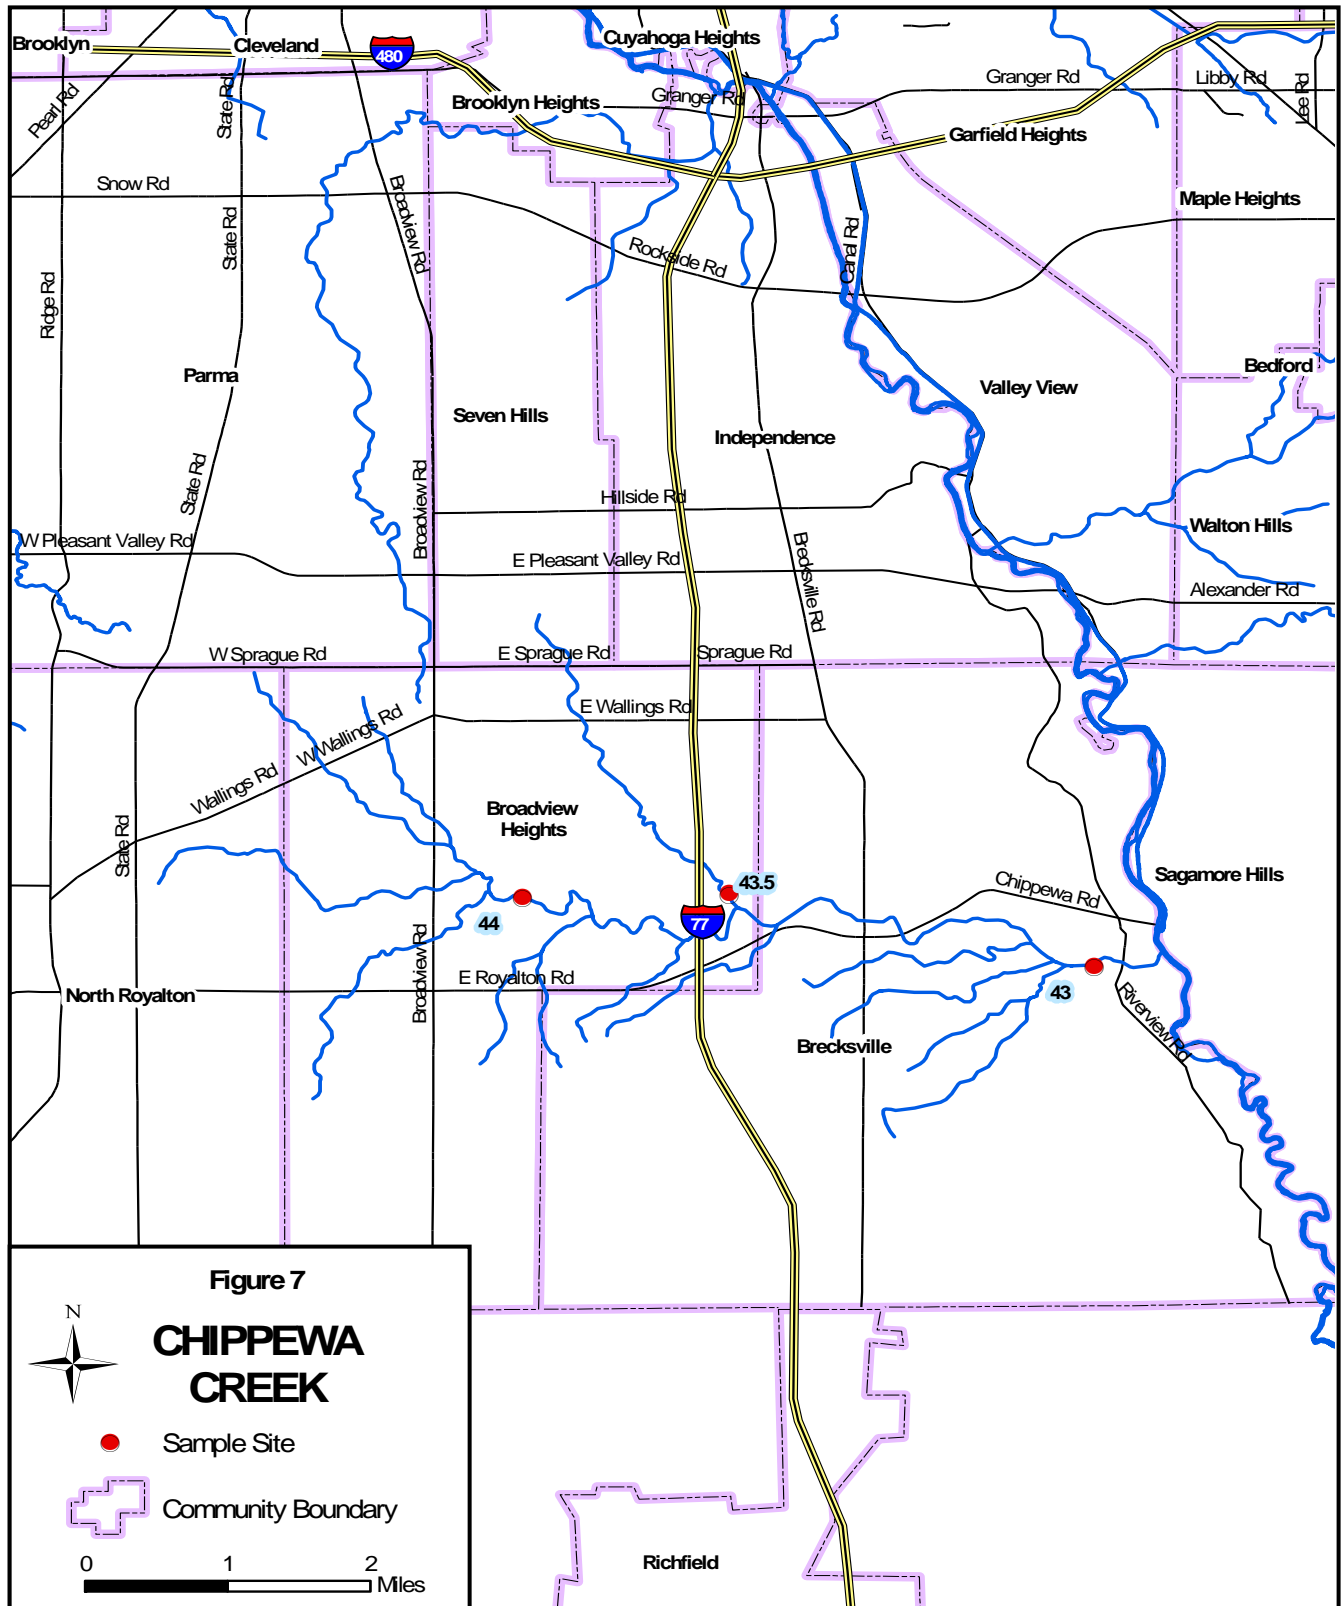 Brooklyn
Cleveland
480
Cuyahoga Heights
Granger Rd
Libby Rd
Lee Rd
Pearl Rd
State Rd
Brooklyn Heights
Granger Rd
Garfield Heights
Snow Rd
Broadview Rd
State Rd
Rockside Rd
Canal Rd
Maple Heights
Ridge Rd
Parma
Seven Hills
Independence
Valley View
Bedford
State Rd
Broadview Rd
Hillside Rd
Walton Hills
W Pleasant Valley Rd
E Pleasant Valley Rd
Brecksville Rd
Alexander Rd
W Sprague Rd
E Sprague Rd
Sprague Rd
E Wallings Rd
W Wallings Rd
Wallings Rd
State Rd
Broadview
Heights
43.5
Chippewa Rd
Sagamore Hills
44
77
Broadview Rd
E Royalton Rd
North Royalton
43
Riverview Rd
Brecksville
Figure 7
N
CHIPPEWA
CREEK
Sample Site
Community Boundary
0 1 2
Miles
Richfield